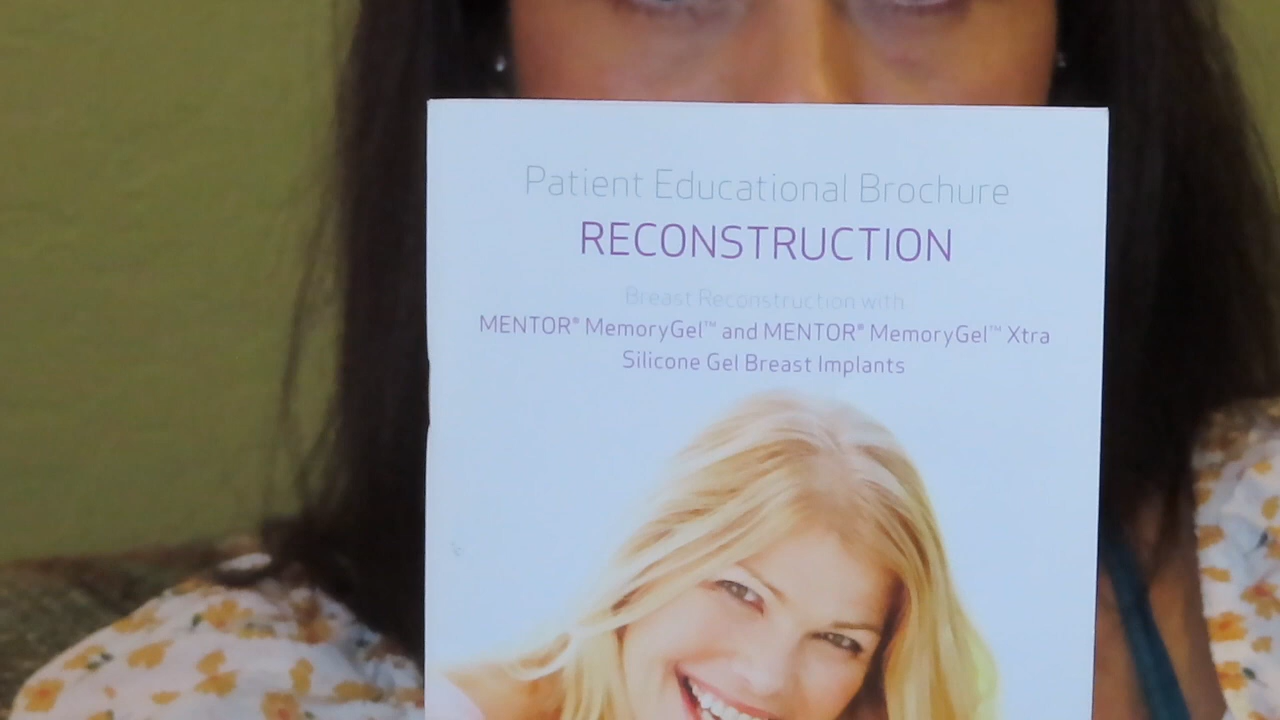 Patient Educational Brochure
RECONSTRUCTION
Breast Reconstruction with
MENTOR® MemoryGel™ and MENTOR® MemoryGel™ Xtra
Silicone Gel Breast Implants